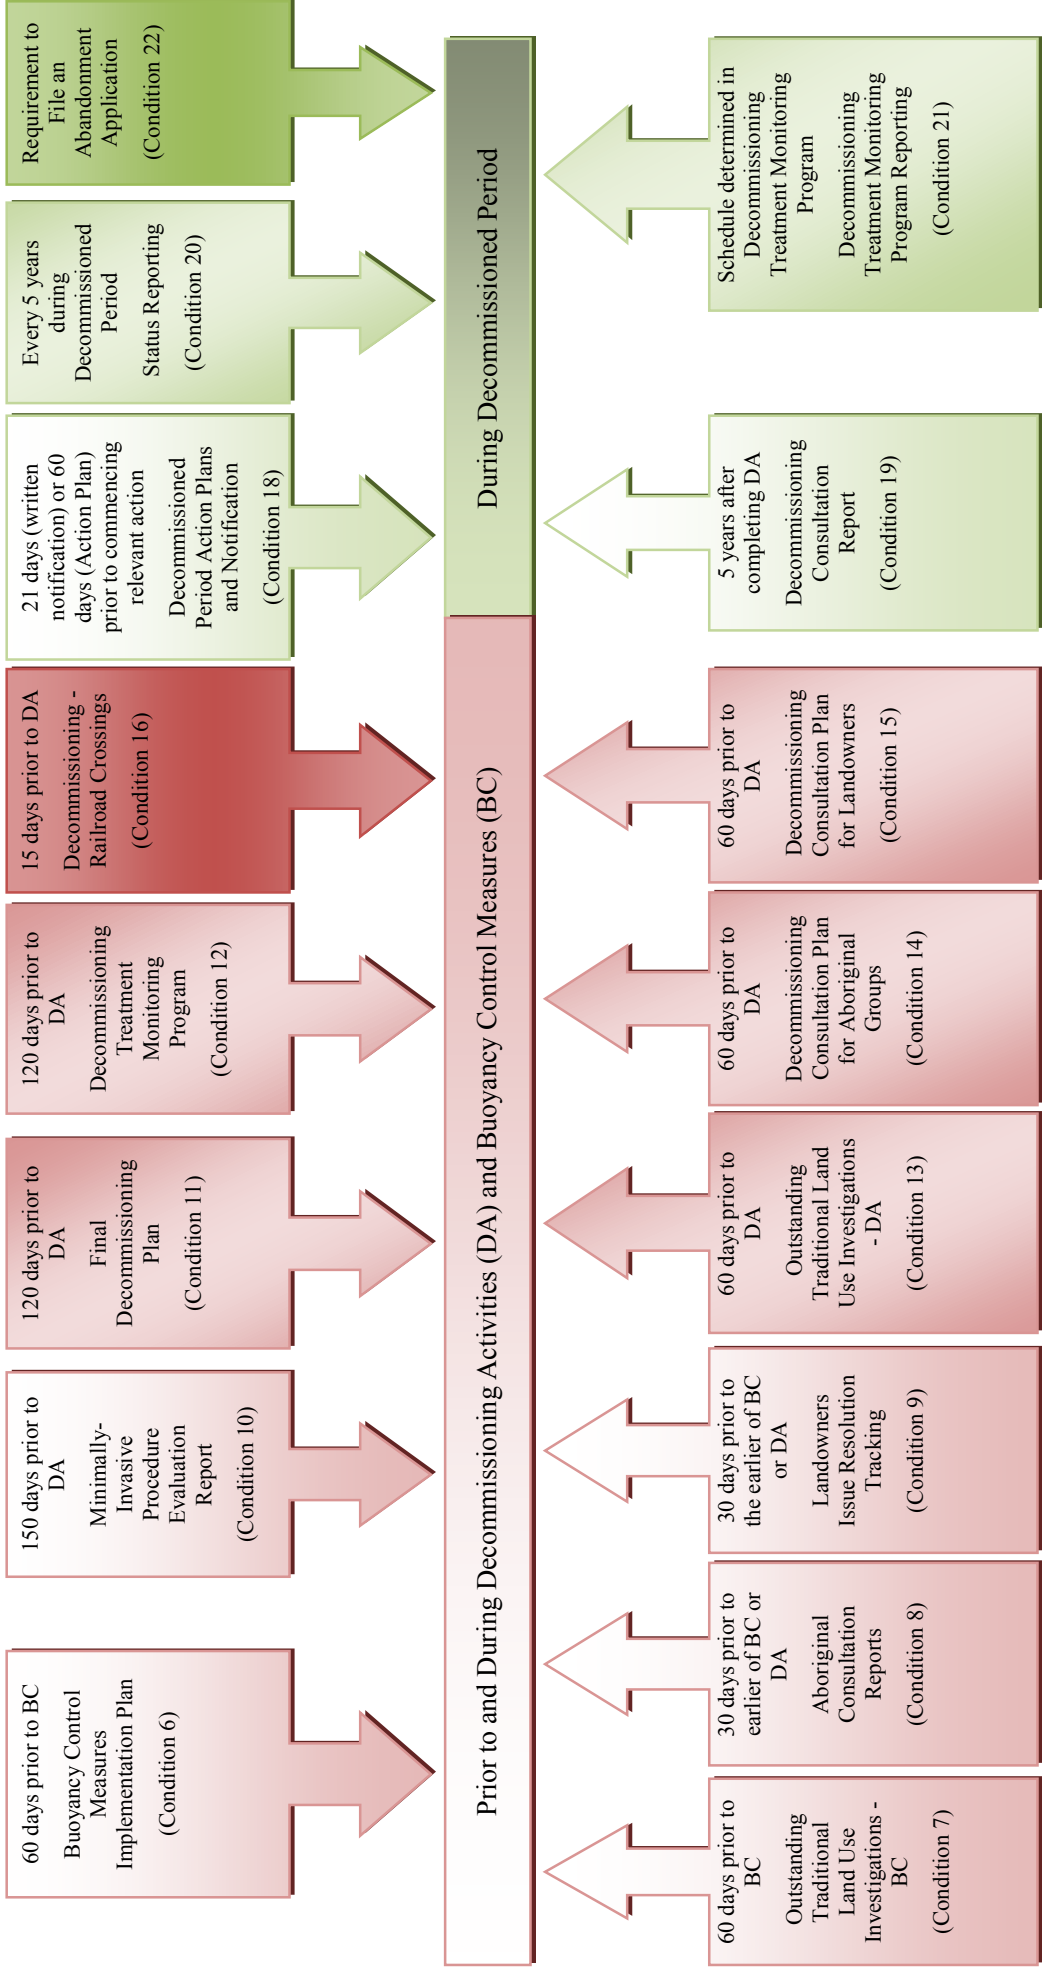 60 days prior to BC
Buoyancy Control
Measures
Implementation Plan
(Condition 6)
150 days prior to
DA
Minimally-
Invasive
Procedure
Evaluation
Report
(Condition 10)
120 days prior to
DA
Final
Decommissioning
Plan
(Condition 11)
120 days prior to
DA
Decommissioning
Treatment
Monitoring
Program
(Condition 12)
15 days prior to DA
Decommissioning -
Railroad Crossings
(Condition 16)
21 days (written
notification) or 60
days (Action Plan)
prior to commencing
relevant action
Decommissioned
Period Action Plans
and Notification
(Condition 18)
Every 5 years
during
Decommissioned
Period
Status Reporting
(Condition 20)
Requirement to
File an
Abandonment
Application
(Condition 22)
Prior to and During Decommissioning Activities (DA) and Buoyancy Control Measures (BC)
During Decommissioned Period
60 days prior to
BC
Outstanding
Traditional
Land Use
Investigations -
BC
(Condition 7)
30 days prior to
earlier of BC or
DA
Aboriginal
Consultation
Reports
(Condition 8)
30 days prior to
the earlier of BC
or DA
Landowners
Issue Resolution
Tracking
(Condition 9)
60 days prior to
DA
Outstanding
Traditional Land
Use Investigations
- DA
(Condition 13)
60 days prior to
DA
Decommissioning
Consultation Plan
for Aboriginal
Groups
(Condition 14)
60 days prior to
DA
Decommissioning
Consultation Plan
for Landowners
(Condition 15)
5 years after
completing DA
Decommissioning
Consultation
Report
(Condition 19)
Schedule determined in
Decommissioning
Treatment Monitoring
Program
Decommissioning
Treatment Monitoring
Program Reporting
(Condition 21)